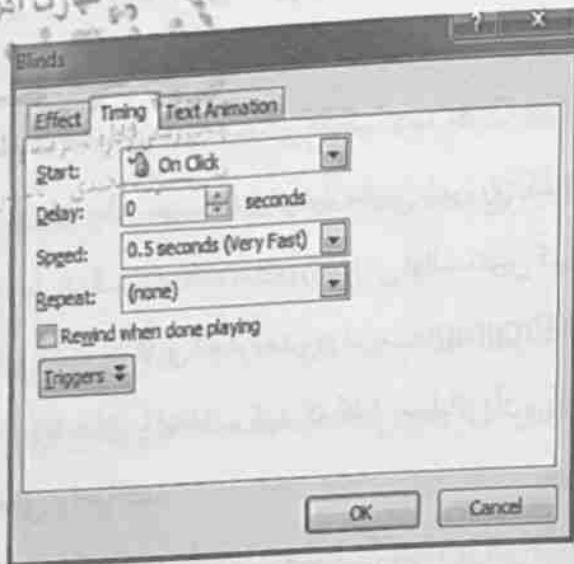 Blinds
? X
Effect Timing Text Animation
Start: On Click
Delay: 0 seconds
Speed: 0.5 seconds (Very Fast)
Repeat: (none)
Rewind when done playing
Triggers
OK Cancel